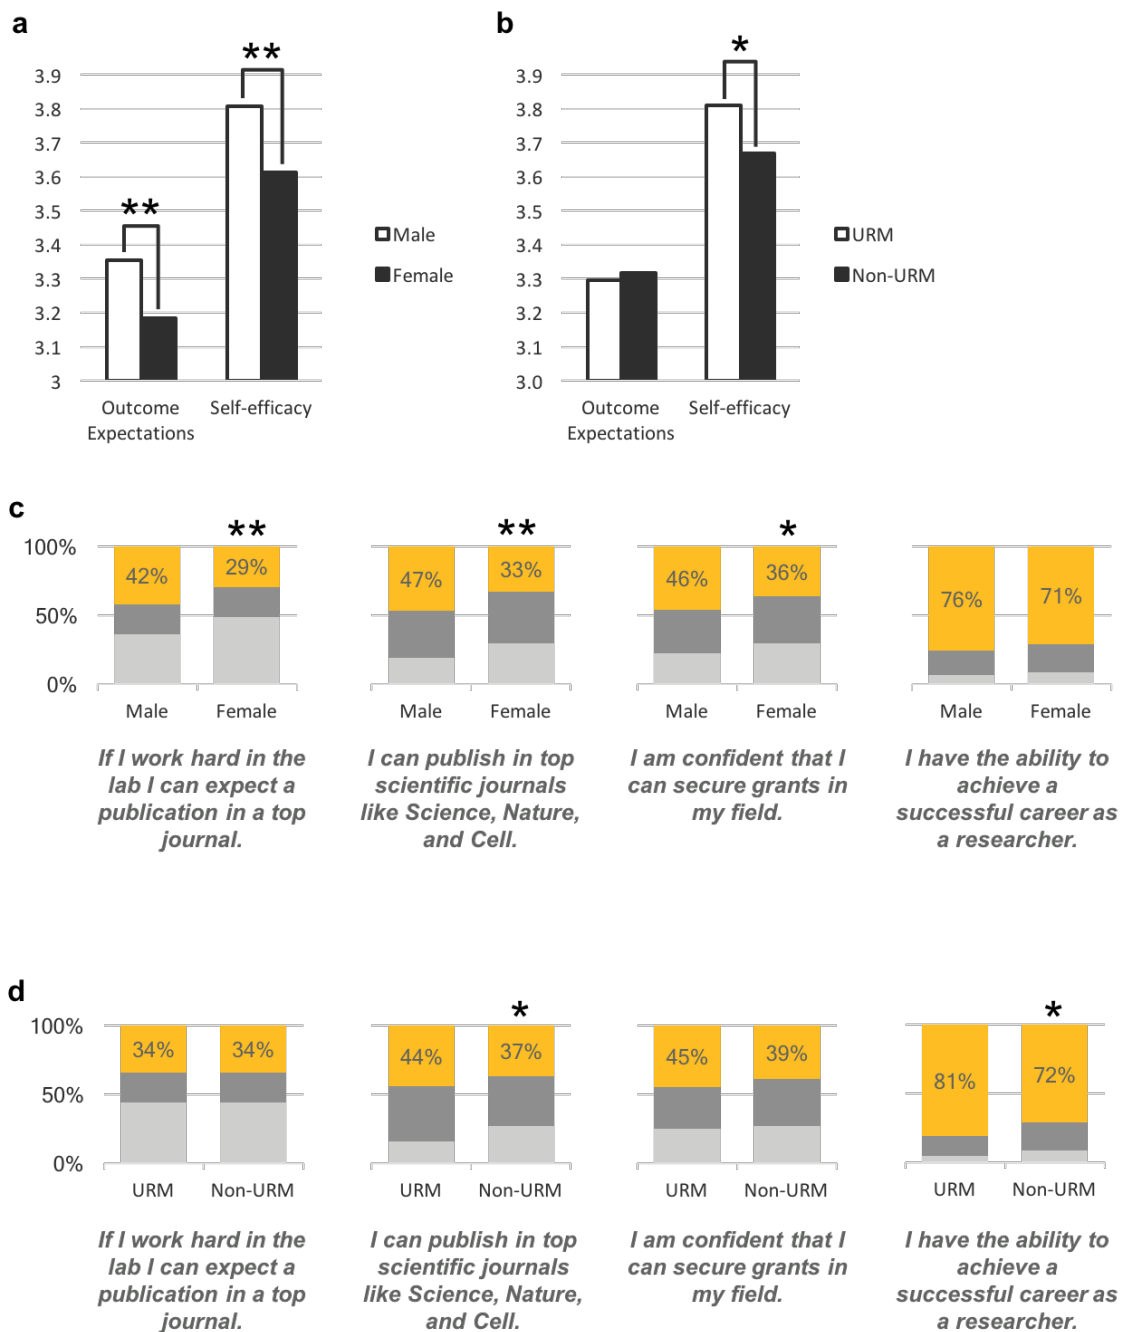 a
**
**
3.9
3.8
3.7
3.6
3.5
3.4
3.3
3.2
3.1
3
Outcome
Expectations
Self-efficacy
Male
Female
b
*
3.9
3.8
3.7
3.6
3.5
3.4
3.3
3.2
3.1
3.0
Outcome
Expectations
Self-efficacy
URM
Non-URM
c
100%
50%
0%
**
42%
29%
Male
Female
If I work hard in the
lab I can expect a
publication in a top
journal.
**
47%
33%
Male
Female
I can publish in top
scientific journals
like Science, Nature,
and Cell.
*
46%
36%
Male
Female
I am confident that I
can secure grants in
my field.
76%
71%
Male
Female
I have the ability to
achieve a
successful career as
a researcher.
d
100%
50%
0%
34%
34%
URM
Non-URM
If I work hard in the
lab I can expect a
publication in a top
journal.
*
44%
37%
URM
Non-URM
I can publish in top
scientific journals
like Science, Nature,
and Cell.
45%
39%
URM
Non-URM
I am confident that I
can secure grants in
my field.
*
81%
72%
URM
Non-URM
I have the ability to
achieve a
successful career as
a researcher.